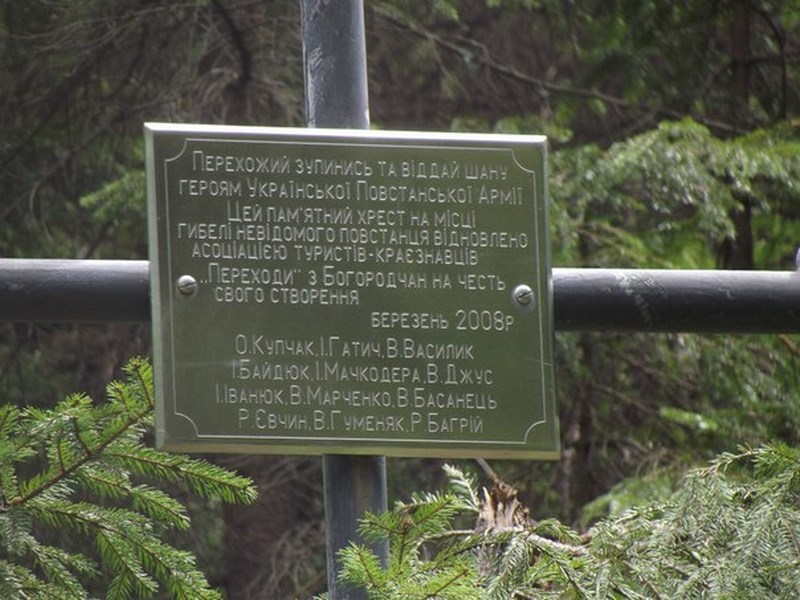 Перехожий зупинись та віддай шану
героям Української Повстанської Армії
Цей пам'ятний хрест на місці
гибелі невідомого повстанця відновлено
асоціацією туристів-краєзнавців
„Переходи" з Богородчан на честь
свого створення
березень 2008р
О.Купчак,І.Гатич,В.Василик
І.Байдюк,І.Мачкодера,В.Джус
І.Іванюк,В.Марченко,В.Басанець
Р.Євчин,В.Гуменяк,Р.Багрій